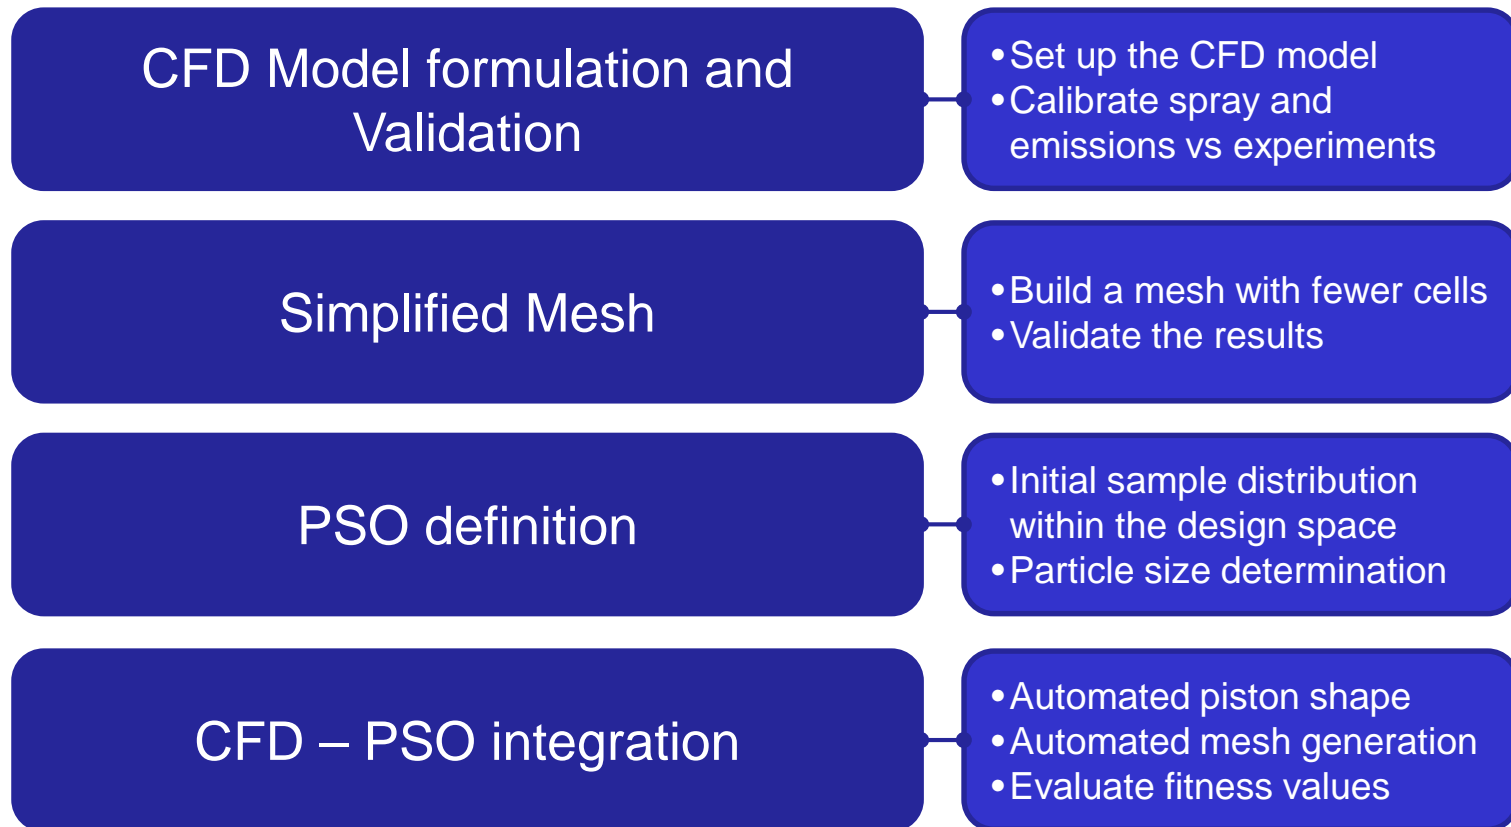 CFD Model formulation and
Validation
•Set up the CFD model
•Calibrate spray and
emissions vs experiments
Simplified Mesh
•Build a mesh with fewer cells
•Validate the results
PSO definition
•Initial sample distribution
within the design space
•Particle size determination
CFD – PSO integration
•Automated piston shape
•Automated mesh generation
•Evaluate fitness values